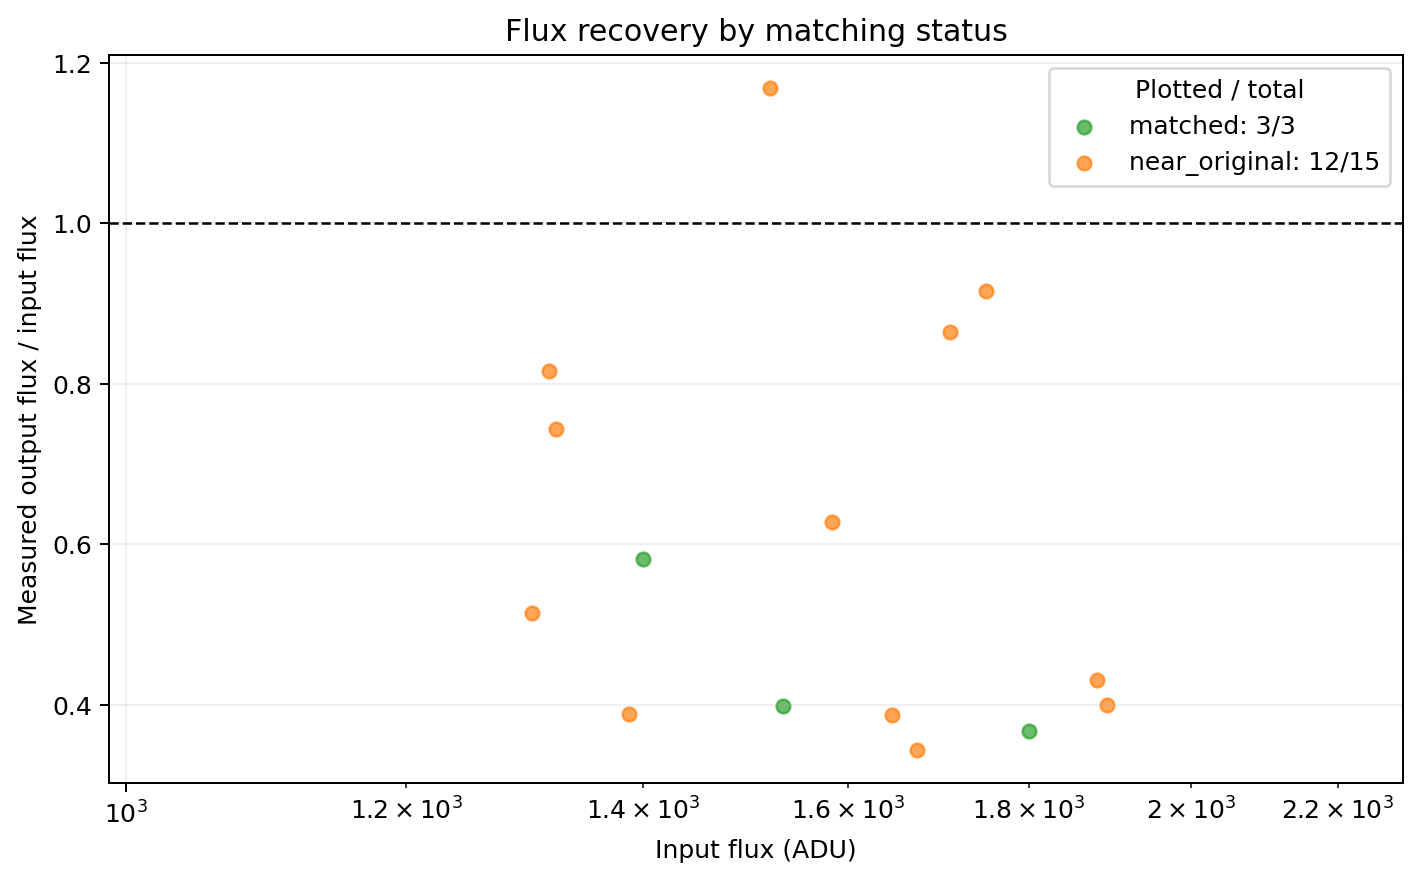 Flux recovery by matching status
Plotted / total
matched: 3/3
near_original: 12/15
Measured output flux / input flux
1.2
1.0
0.8
0.6
0.4
10³
1.2 × 10³
1.4 × 10³
1.6 × 10³
1.8 × 10³
2 × 10³
2.2 × 10³
Input flux (ADU)